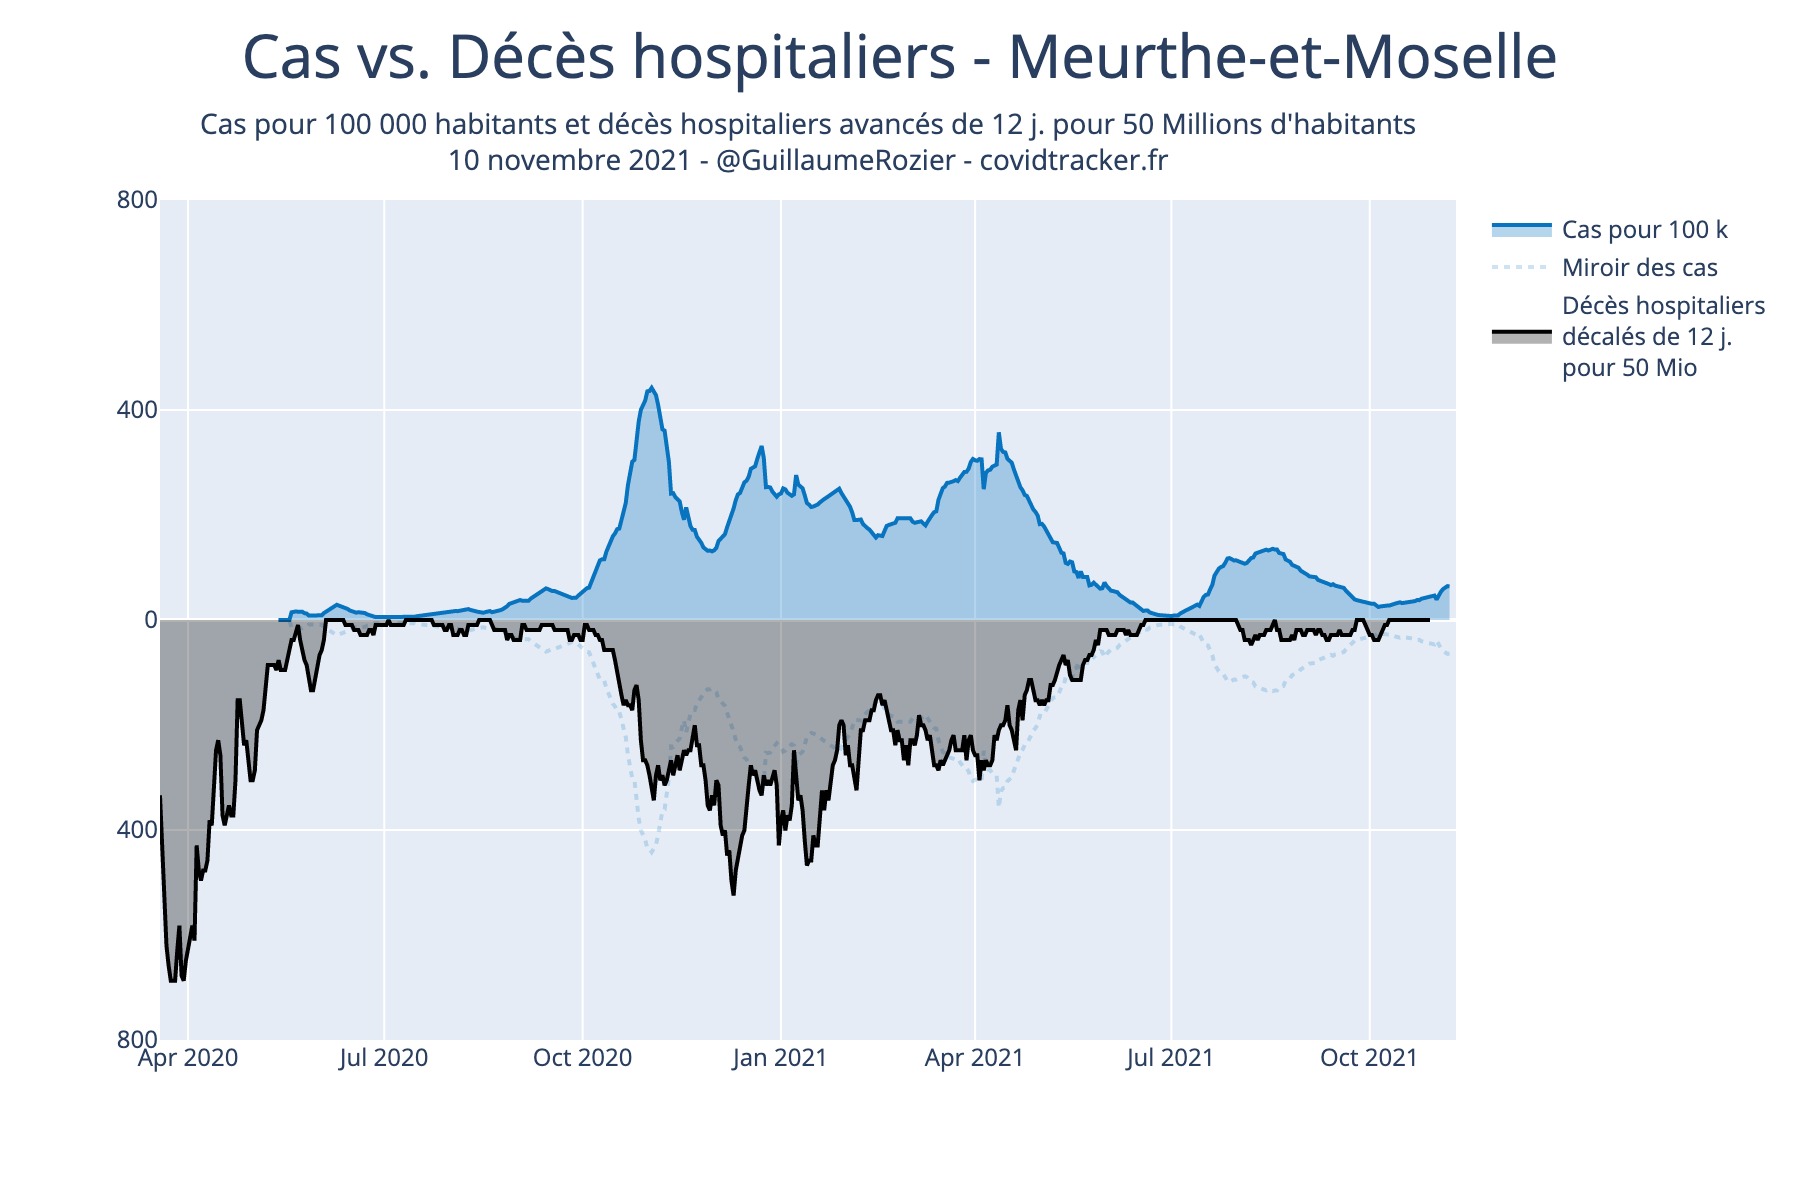 Cas vs. Décès hospitaliers - Meurthe-et-Moselle
Cas pour 100 000 habitants et décès hospitaliers avancés de 12 j. pour 50 Millions d'habitants
10 novembre 2021 - @GuillaumeRozier - covidtracker.fr
800
400
0
400
800
Apr 2020
Jul 2020
Oct 2020
Jan 2021
Apr 2021
Jul 2021
Oct 2021
Cas pour 100 k
Miroir des cas
Décès hospitaliers
décalés de 12 j.
pour 50 Mio